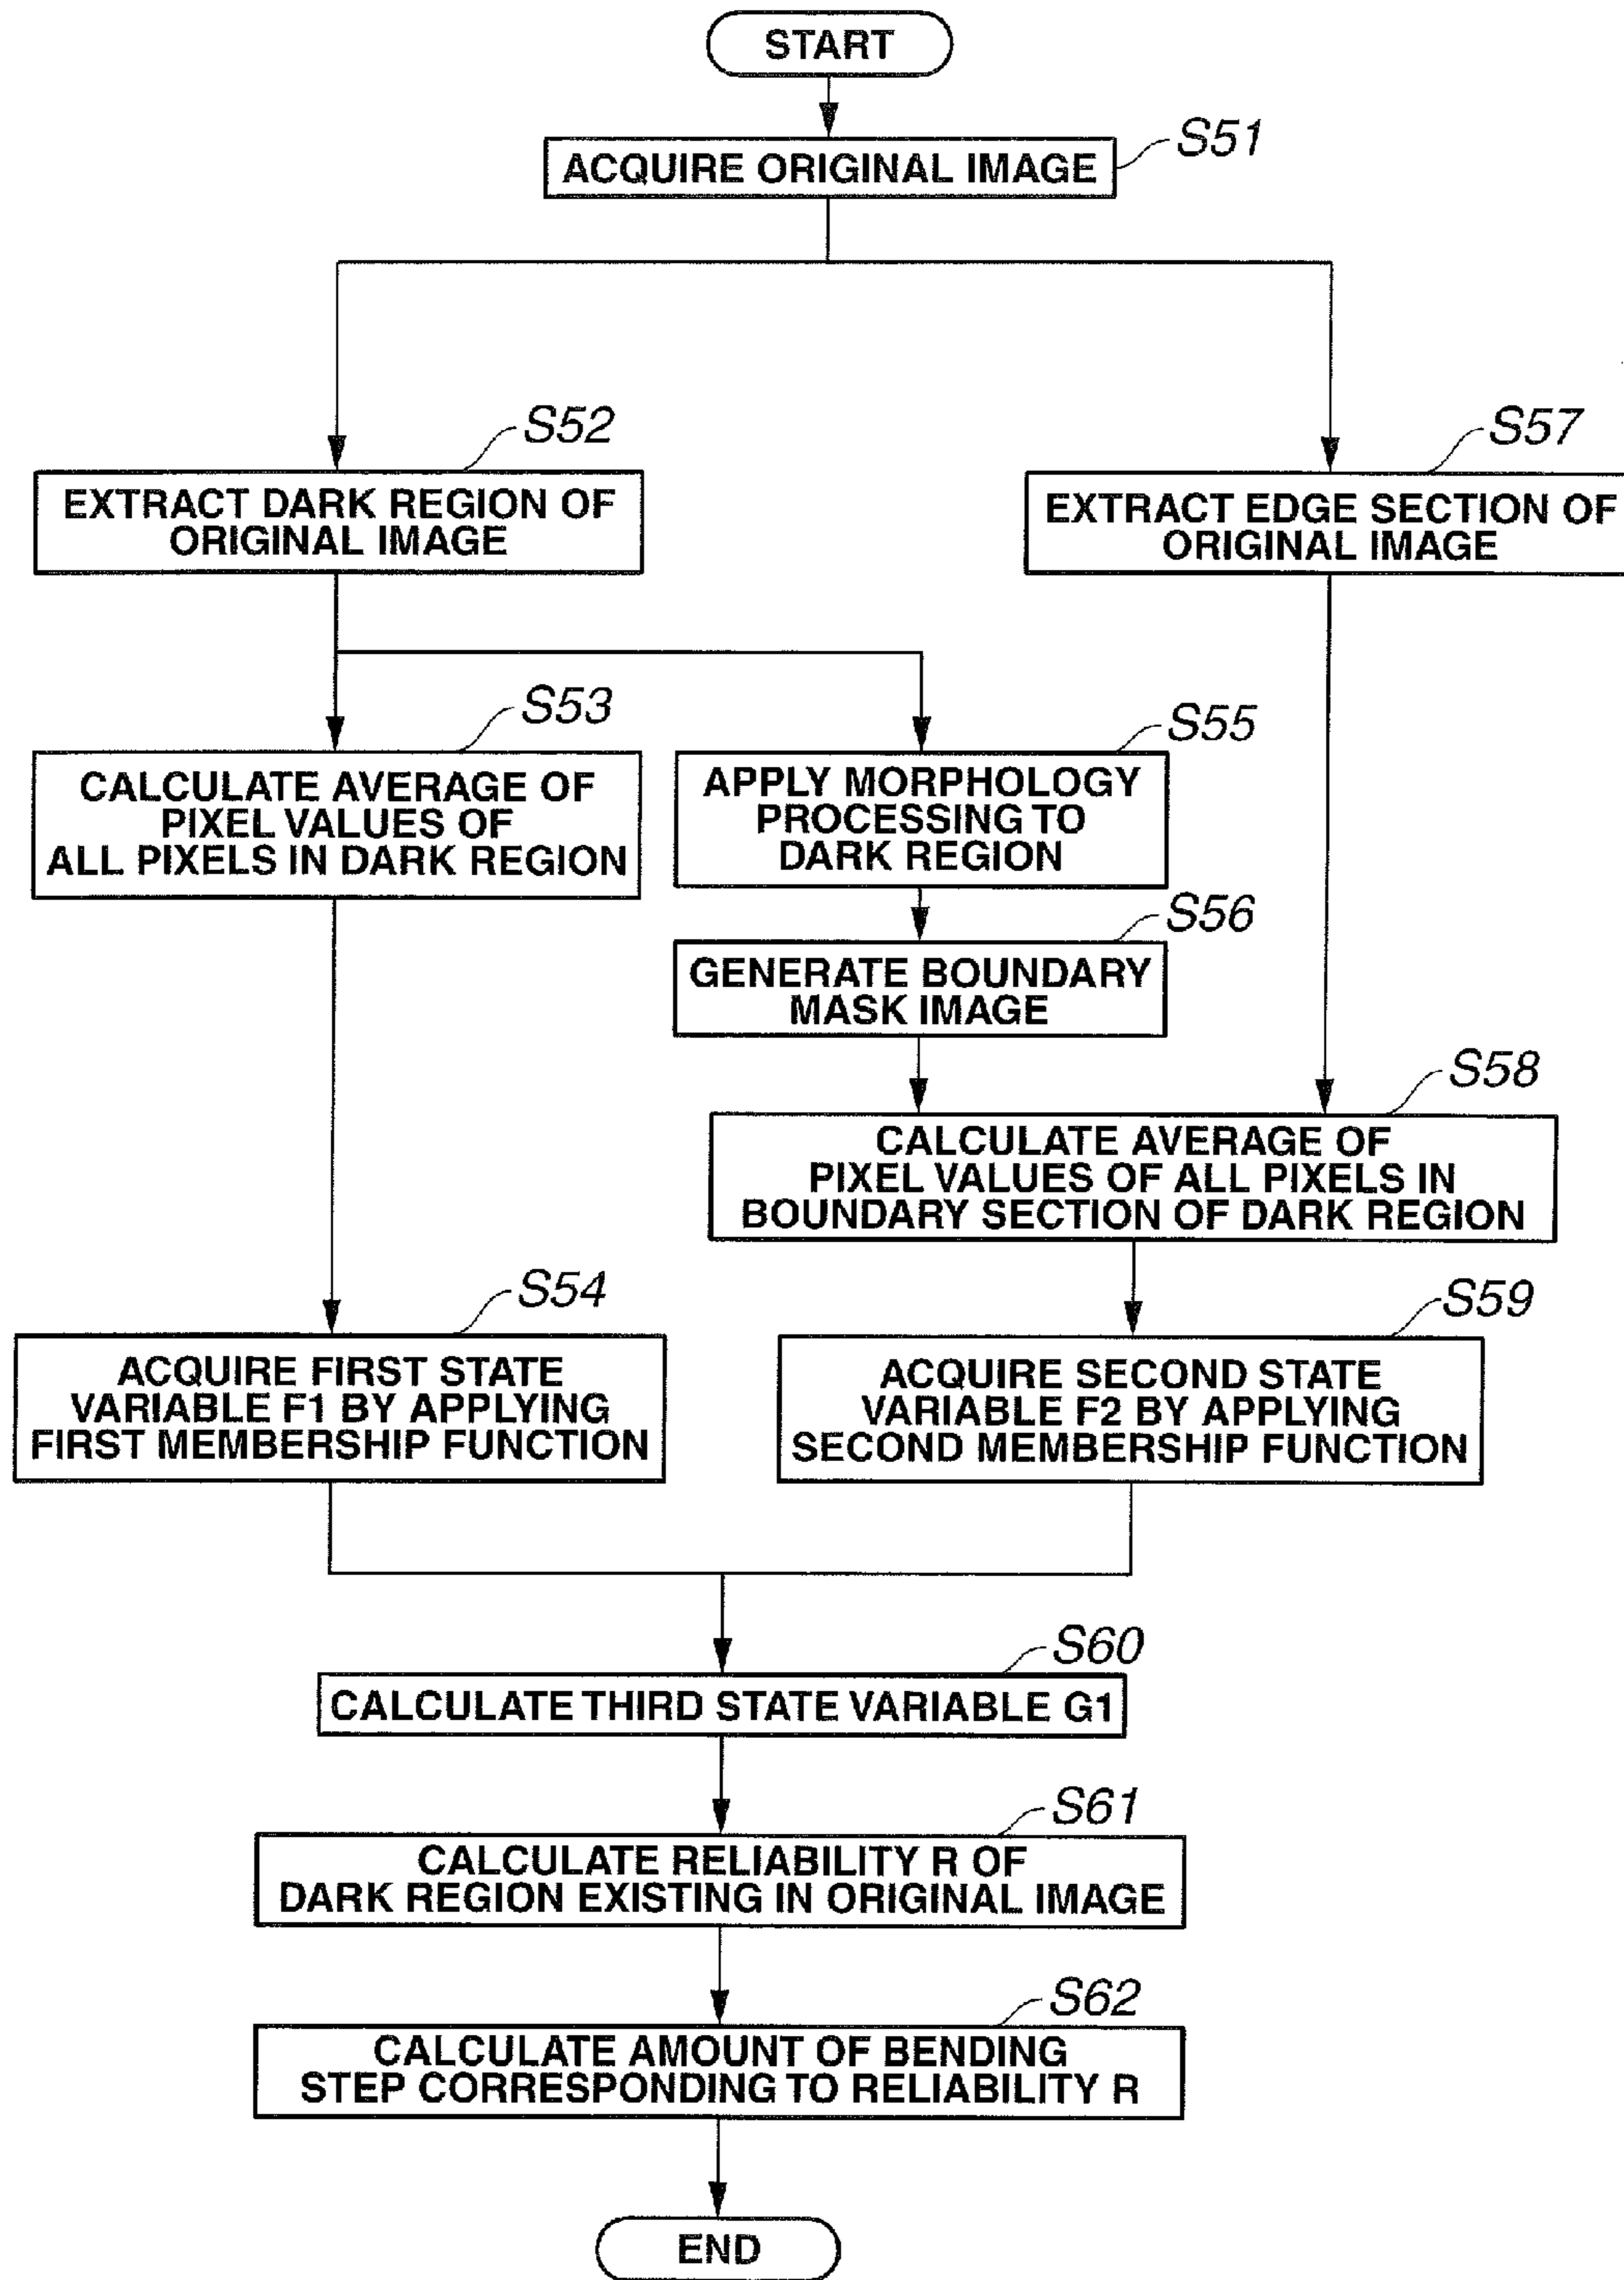 START
S51
ACQUIRE ORIGINAL IMAGE
S52
EXTRACT DARK REGION OF
ORIGINAL IMAGE
S57
EXTRACT EDGE SECTION OF
ORIGINAL IMAGE
S53
CALCULATE AVERAGE OF
PIXEL VALUES OF
ALL PIXELS IN DARK REGION
S55
APPLY MORPHOLOGY
PROCESSING TO
DARK REGION
S56
GENERATE BOUNDARY
MASK IMAGE
S58
CALCULATE AVERAGE OF
PIXEL VALUES OF ALL PIXELS IN
BOUNDARY SECTION OF DARK REGION
S54
ACQUIRE FIRST STATE
VARIABLE F1 BY APPLYING
FIRST MEMBERSHIP FUNCTION
S59
ACQUIRE SECOND STATE
VARIABLE F2 BY APPLYING
SECOND MEMBERSHIP FUNCTION
S60
CALCULATE THIRD STATE VARIABLE G1
S61
CALCULATE RELIABILITY R OF
DARK REGION EXISTING IN ORIGINAL IMAGE
S62
CALCULATE AMOUNT OF BENDING
STEP CORRESPONDING TO RELIABILITY R
END